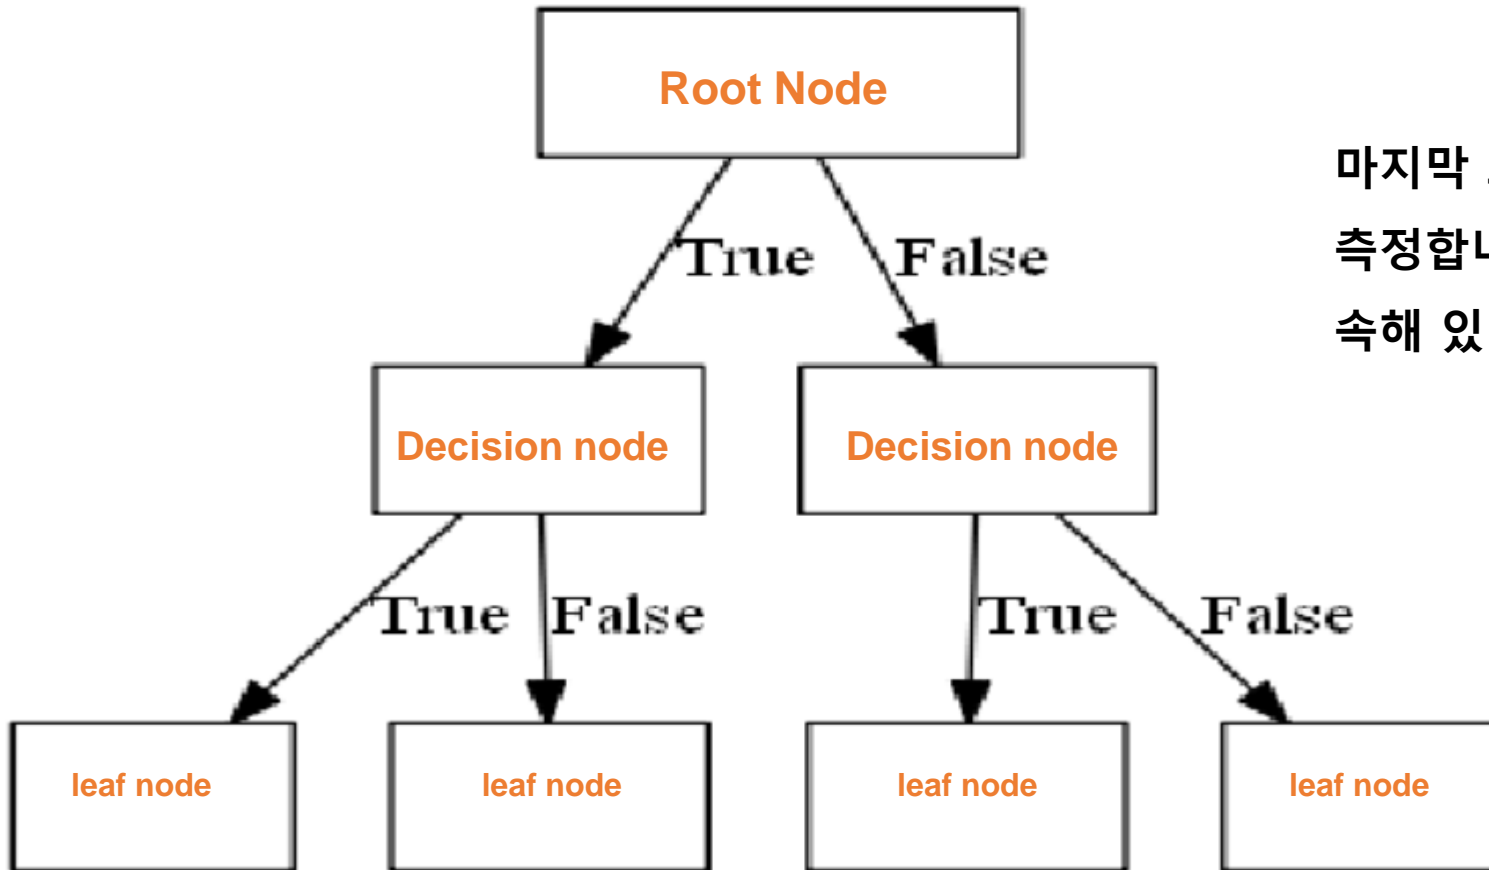 Root Node
마지막
측정합니
속해 있
True False
Decision node Decision node
True False True False
leaf node leaf node leaf node leaf node